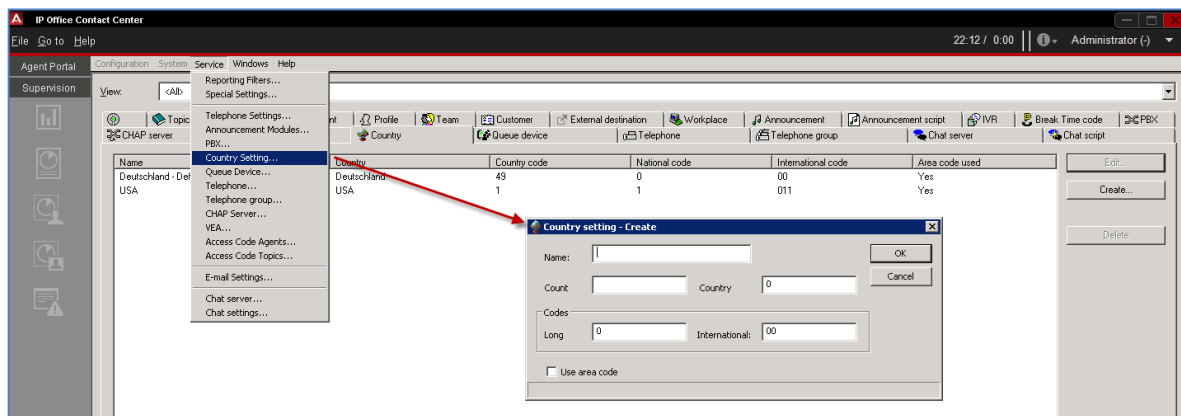 IP Office Contact Center
File Go to Help
22:12 / 0:00 Administrator (-)
Agent Portal
Configuration System Service Windows Help
Supervision
View: <All>
Reporting Filters...
Special Settings...
Telephone Settings...
Announcement Modules...
PBX...
Country Setting...
Queue Device...
Telephone...
Telephone group...
CHAP Server...
VEA...
Access Code Agents...
Access Code Topics...
E-mail Settings...
Chat server...
Chat settings...
Topic nt Profile Team Customer External destination Workplace Announcement Announcement script IVR Break Time code PBX
CHAP server Country Queue device Telephone Telephone group Chat server Chat script
Name Country Country code National code International code Area code used
Deutschland - Def Deutschland 49 0 00 Yes
USA USA 1 1 011 Yes
Edit...
Create...
Delete
Country setting - Create
Name:
OK
Count Country 0
Cancel
Codes
Long 0 International: 00
Use area code